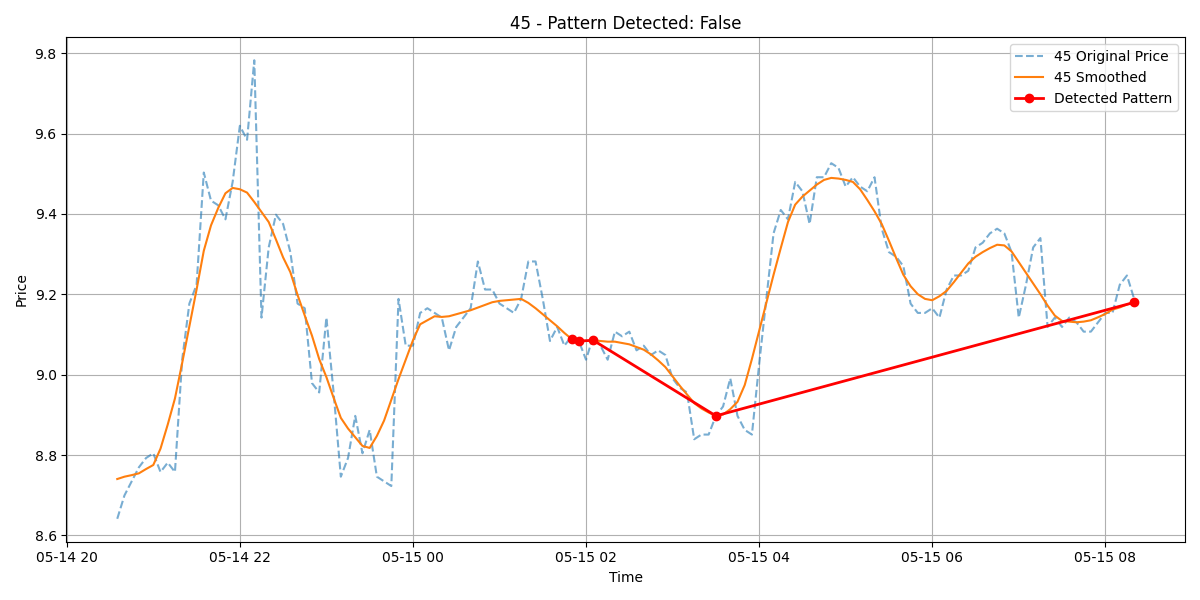 45 - Pattern Detected: False
45 Original Price
45 Smoothed
Detected Pattern
Price
9.8
9.6
9.4
9.2
9.0
8.8
8.6
05-14 20 05-14 22 05-15 00 05-15 02 05-15 04 05-15 06 05-15 08
Time